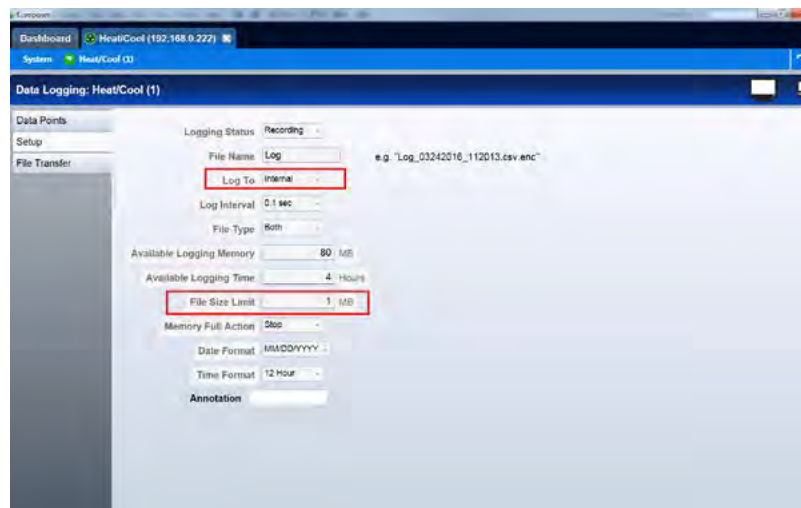 Composer
Dashboard Heat/Cool (192.168.0.222)
System Heat/Cool (1)
Data Logging: Heat/Cool (1)
Data Points
Setup
File Transfer
Logging Status Recording
File Name Log e.g. "Log_03242016_112013.csv.enc"
Log To Internal
Log Interval 0.1 sec
File Type Both
Available Logging Memory 80 MB
Available Logging Time 4 Hours
File Size Limit 1 MB
Memory Full Action Stop
Date Format MM/DD/YYYY
Time Format 12 Hour
Annotation